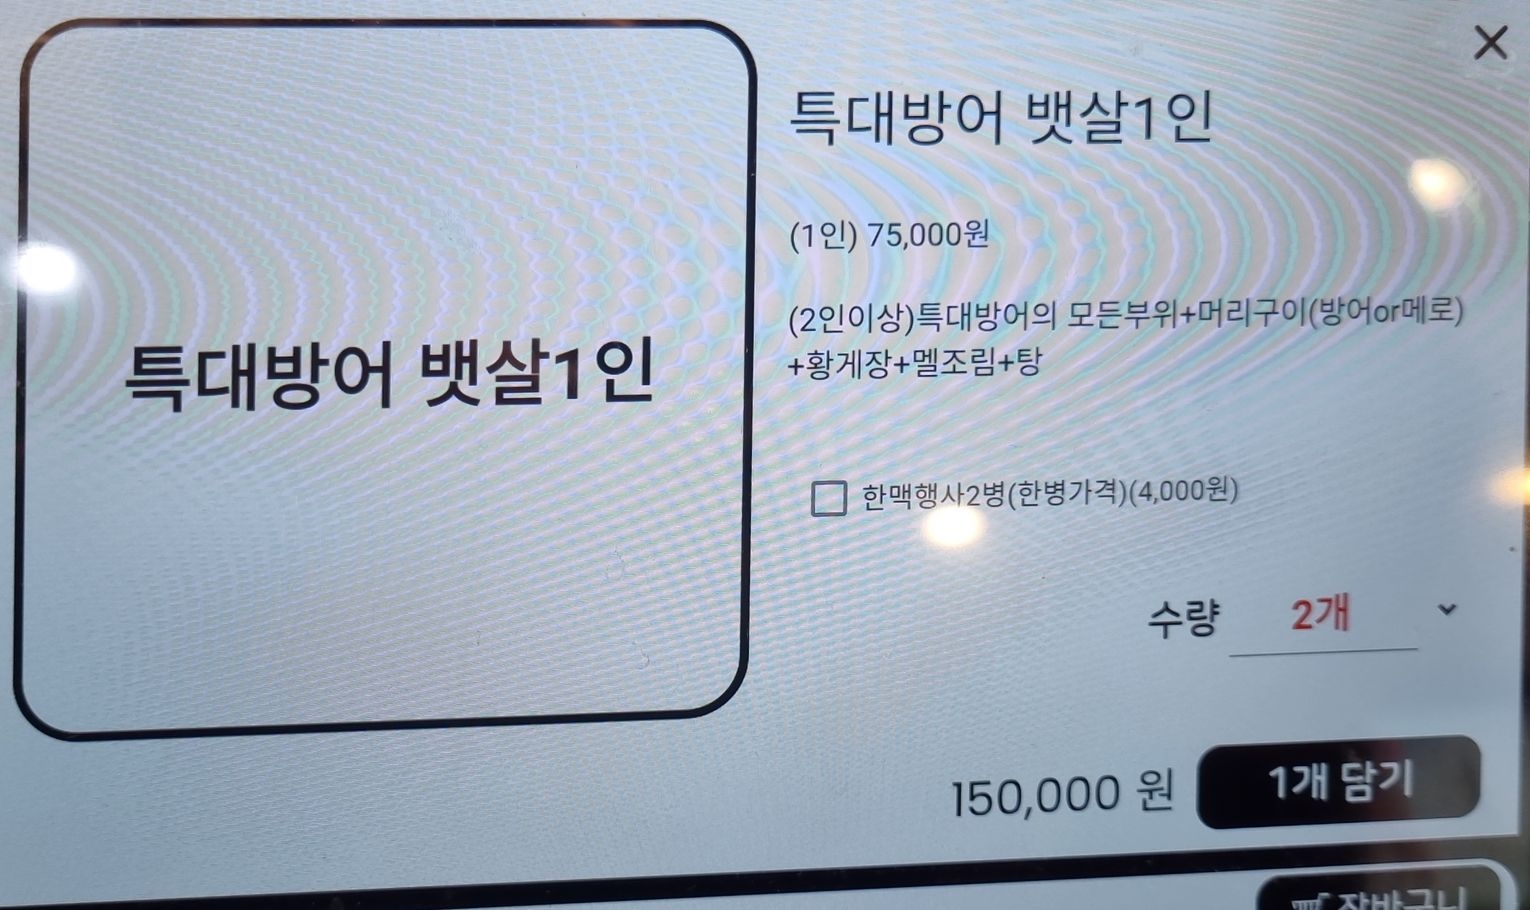 특대방어 뱃살1인
특대방어 뱃살1인
(1인) 75,000원
(2인이상)특대방어의 모든부위+머리구이(방어or메로)
+황게장+멜조림+탕
한맥행사2병(한병가격)(4,000원)
수량 2개
150,000 원 1개 담기
장바구니